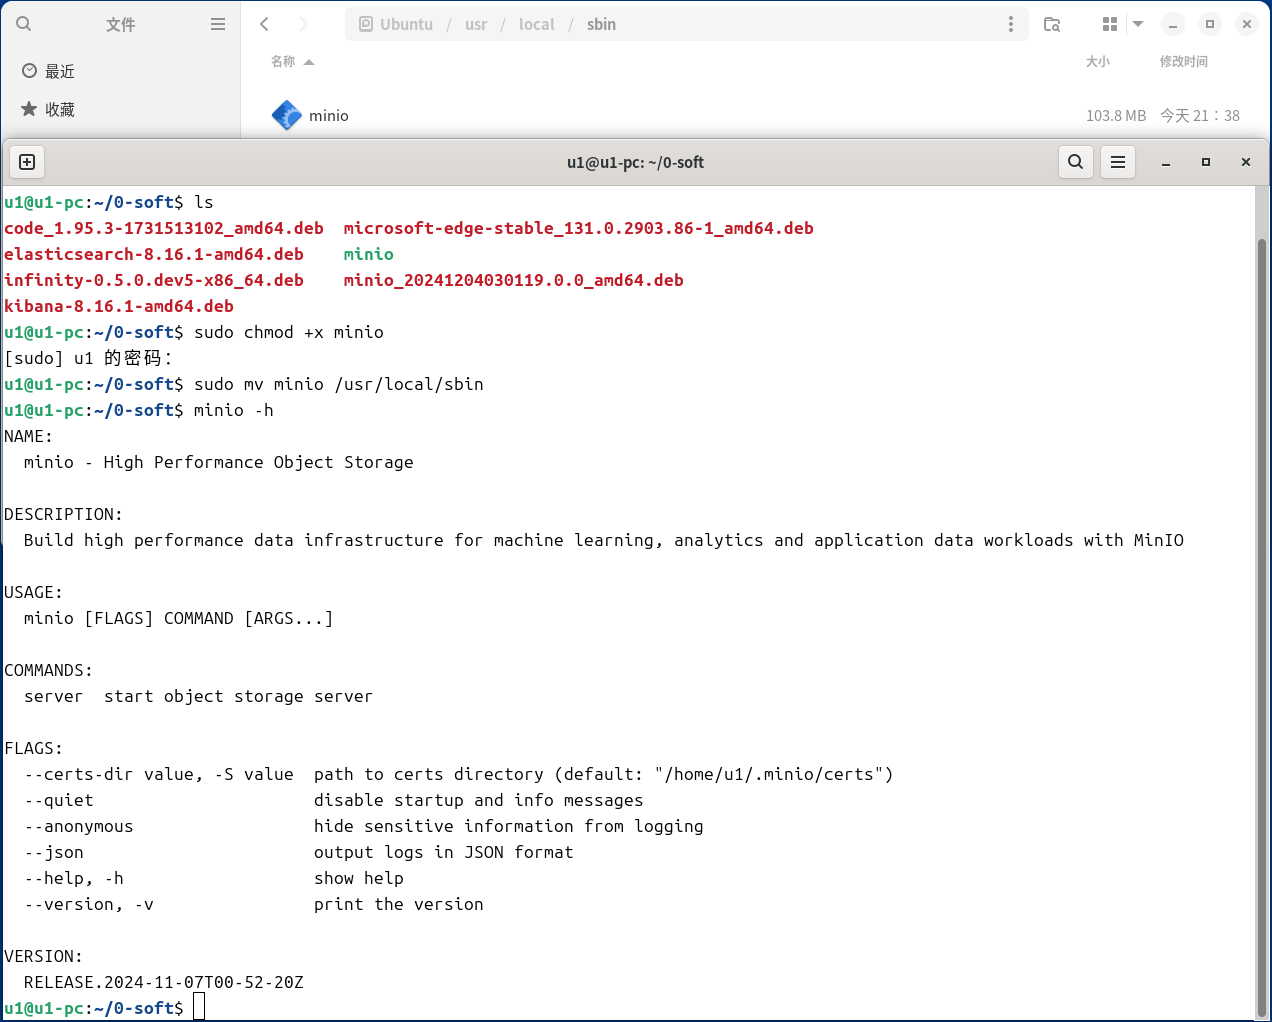 文件
Ubuntu / usr / local / sbin
最近
收藏
名称 大小 修改时间
minio 103.8 MB 今天 21：38
u1@u1-pc: ~/0-soft
u1@u1-pc:~/0-soft$ ls
code_1.95.3-1731513102_amd64.deb microsoft-edge-stable_131.0.2903.86-1_amd64.deb
elasticsearch-8.16.1-amd64.deb minio
infinity-0.5.0.dev5-x86_64.deb minio_20241204030119.0.0_amd64.deb
kibana-8.16.1-amd64.deb
u1@u1-pc:~/0-soft$ sudo chmod +x minio
[sudo] u1 的密码：
u1@u1-pc:~/0-soft$ sudo mv minio /usr/local/sbin
u1@u1-pc:~/0-soft$ minio -h
NAME:
minio - High Performance Object Storage
DESCRIPTION:
Build high performance data infrastructure for machine learning, analytics and application data workloads with MinIO
USAGE:
minio [FLAGS] COMMAND [ARGS...]
COMMANDS:
server start object storage server
FLAGS:
--certs-dir value, -S value path to certs directory (default: "/home/u1/.minio/certs")
--quiet disable startup and info messages
--anonymous hide sensitive information from logging
--json output logs in JSON format
--help, -h show help
--version, -v print the version
VERSION:
RELEASE.2024-11-07T00-52-20Z
u1@u1-pc:~/0-soft$